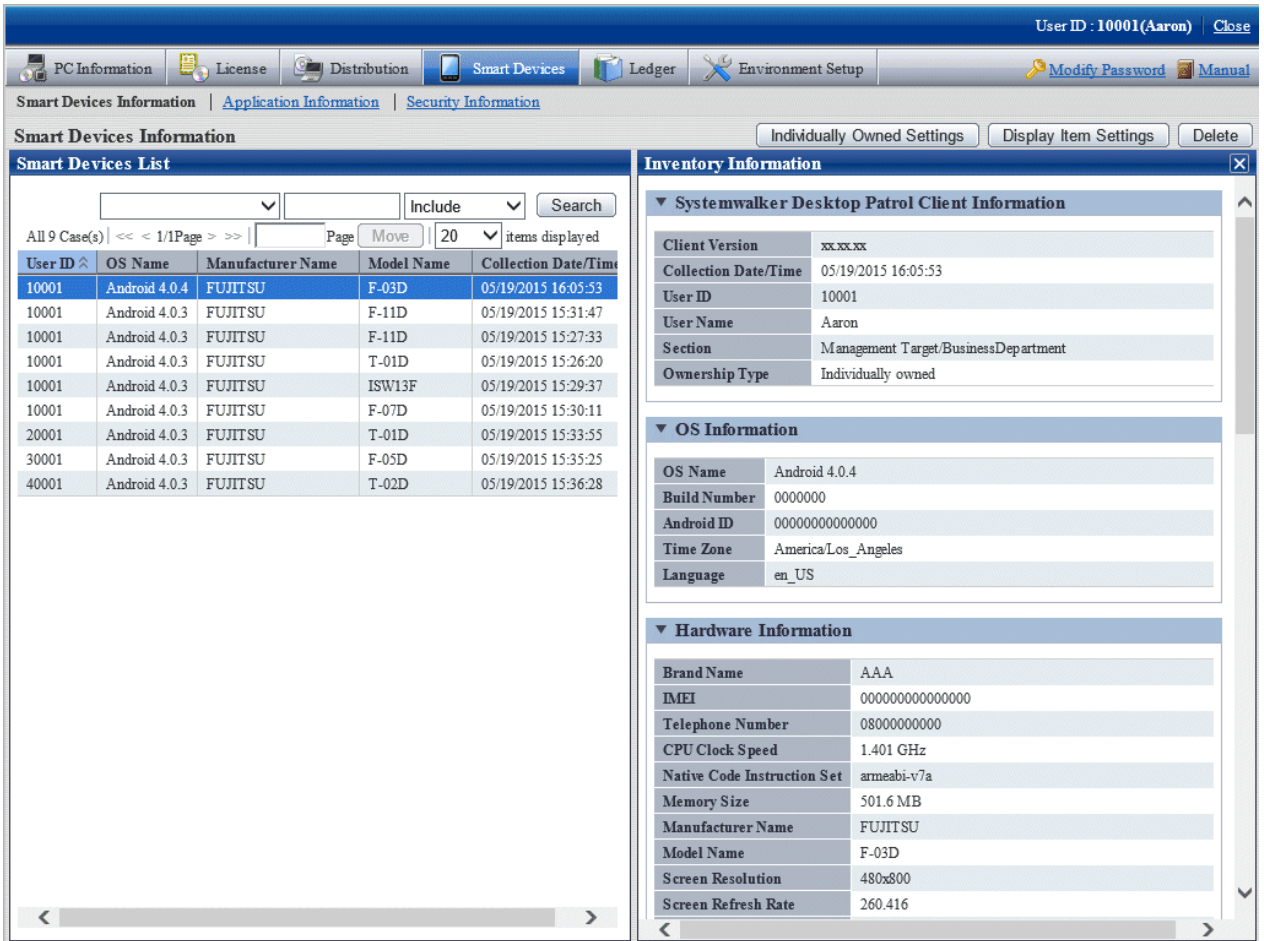 User ID : 10001(Aaron) Close
PC Information License Distribution Smart Devices Ledger Environment Setup Modify Password Manual
Smart Devices Information | Application Information | Security Information
Smart Devices Information Individually Owned Settings Display Item Settings Delete
Smart Devices List
Include Search
All 9 Case(s) << < 1/1Page > >> Page Move 20 items displayed
User ID OS Name Manufacturer Name Model Name Collection Date/Time
10001 Android 4.0.4 FUJITSU F-03D 05/19/2015 16:05:53
10001 Android 4.0.3 FUJITSU F-11D 05/19/2015 15:31:47
10001 Android 4.0.3 FUJITSU F-11D 05/19/2015 15:27:33
10001 Android 4.0.3 FUJITSU T-01D 05/19/2015 15:26:20
10001 Android 4.0.3 FUJITSU ISW13F 05/19/2015 15:29:37
10001 Android 4.0.3 FUJITSU F-07D 05/19/2015 15:30:11
20001 Android 4.0.3 FUJITSU T-01D 05/19/2015 15:33:55
30001 Android 4.0.3 FUJITSU F-05D 05/19/2015 15:35:25
40001 Android 4.0.3 FUJITSU T-02D 05/19/2015 15:36:28
Inventory Information
Systemwalker Desktop Patrol Client Information
Client Version xx.xx.xx
Collection Date/Time 05/19/2015 16:05:53
User ID 10001
User Name Aaron
Section Management Target/BusinessDepartment
Ownership Type Individually owned
OS Information
OS Name Android 4.0.4
Build Number 0000000
Android ID 00000000000000
Time Zone America/Los_Angeles
Language en_US
Hardware Information
Brand Name AAA
IMEI 000000000000000
Telephone Number 08000000000
CPU Clock Speed 1.401 GHz
Native Code Instruction Set armeabi-v7a
Memory Size 501.6 MB
Manufacturer Name FUJITSU
Model Name F-03D
Screen Resolution 480x800
Screen Refresh Rate 260.416